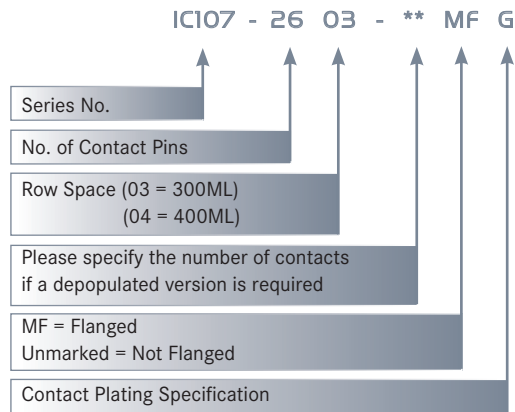 IC107 - 26 03 - ** MF G
Series No.
No. of Contact Pins
Row Space (03 = 300ML)
(04 = 400ML)
Please specify the number of contacts
if a depopulated version is required
MF = Flanged
Unmarked = Not Flanged
Contact Plating Specification